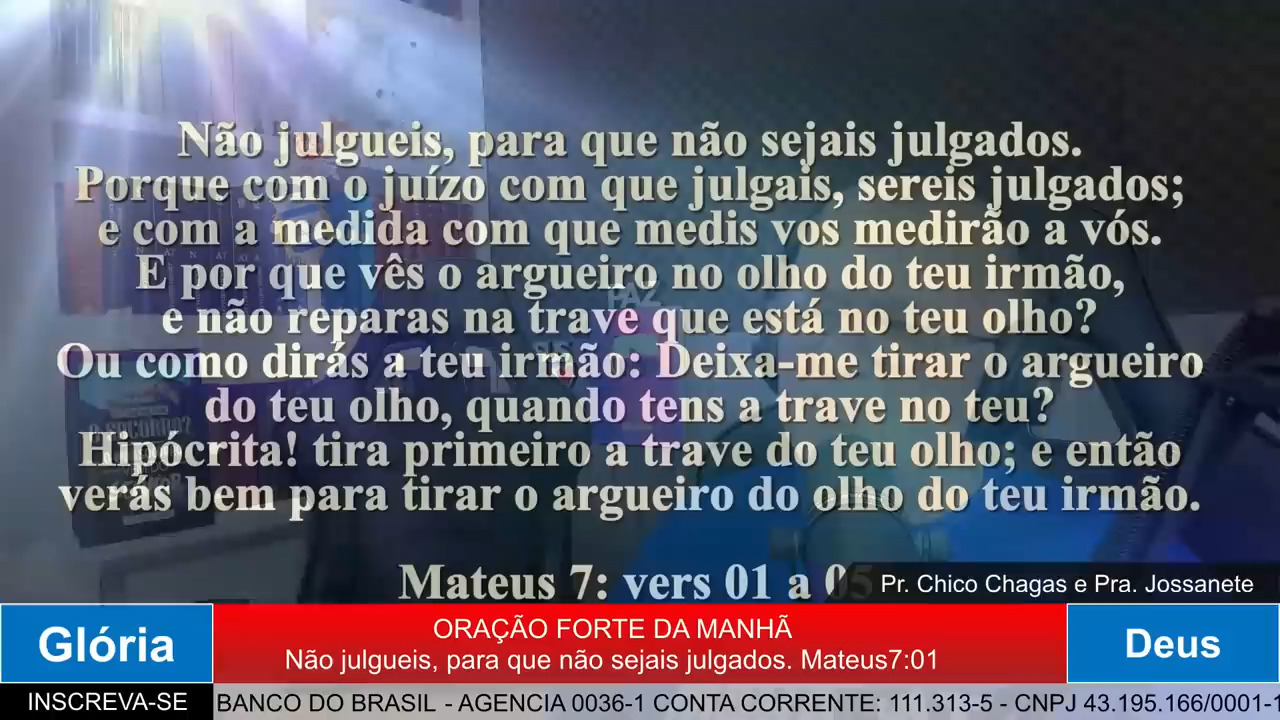 Não julgueis, para que não sejais julgados.
Porque com o juízo com que julgais, sereis julgados;
e com a medida com que medis vos medirão a vós.
E por que vês o argueiro no olho do teu irmão,
e não reparas na trave que está no teu olho?
Ou como dirás a teu irmão: Deixa-me tirar o argueiro
do teu olho, quando tens a trave no teu?
Hipócrita! tira primeiro a trave do teu olho; e então
verás bem para tirar o argueiro do olho do teu irmão.
Mateus 7: vers 01 a 05
Pr. Chico Chagas e Pra. Jossanete
Glória
ORAÇÃO FORTE DA MANHÃ
Não julgueis, para que não sejais julgados. Mateus7:01
Deus
INSCREVA-SE
BANCO DO BRASIL - AGENCIA 0036-1 CONTA CORRENTE: 111.313-5 - CNPJ 43.195.166/0001-